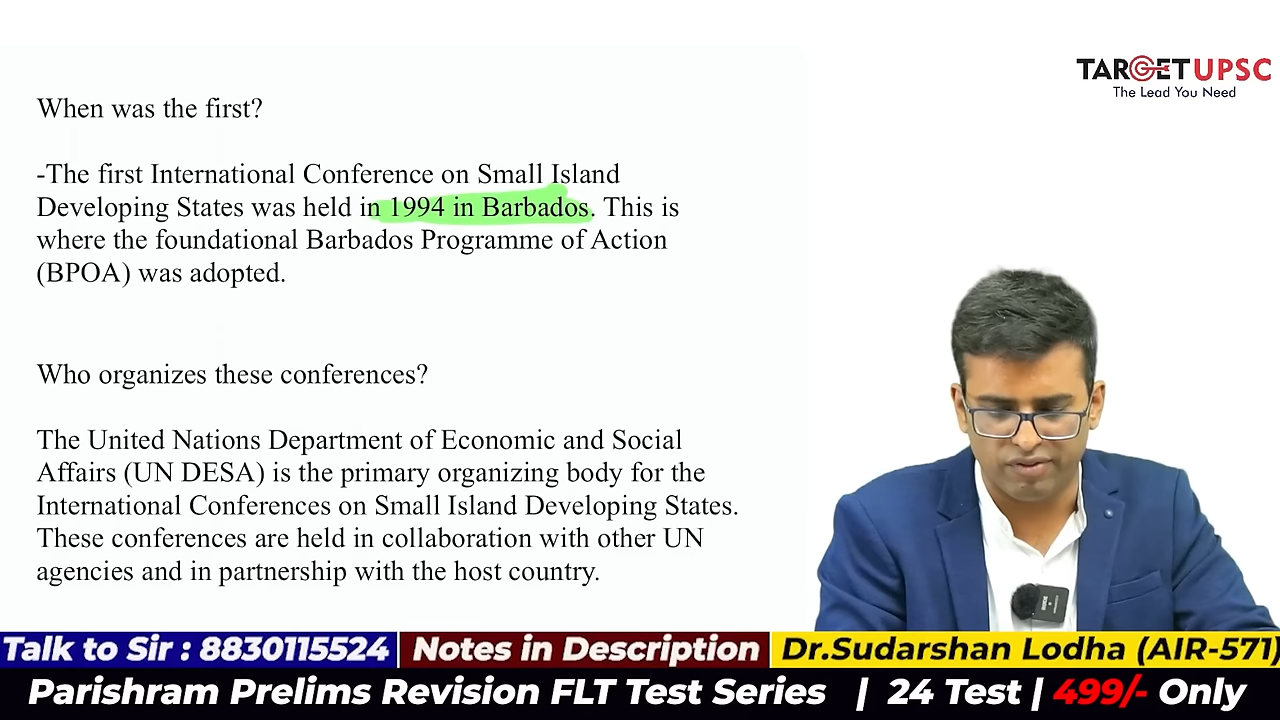 TARGETUPSC
The Lead You Need
When was the first?
-The first International Conference on Small Island
Developing States was held in 1994 in Barbados. This is
where the foundational Barbados Programme of Action
(BPOA) was adopted.
Who organizes these conferences?
The United Nations Department of Economic and Social
Affairs (UN DESA) is the primary organizing body for the
International Conferences on Small Island Developing States.
These conferences are held in collaboration with other UN
agencies and in partnership with the host country.
Talk to Sir : 8830115524 Notes in Description Dr.Sudarshan Lodha (AIR-571)
Parishram Prelims Revision FLT Test Series | 24 Test | 499/- Only